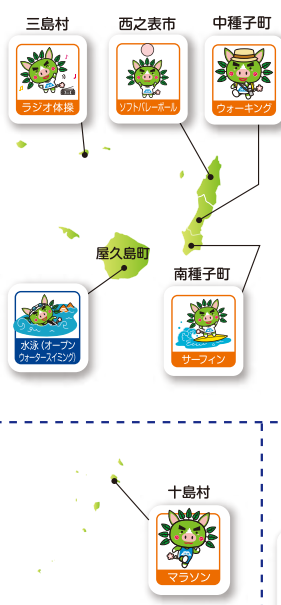 三島村
西之表市
中種子町
ラジオ体操
ソフトバレーボール
ウォーキング
屋久島町
南種子町
水泳（オープン
ウォータースイミング）
サーフィン
十島村
マラソン